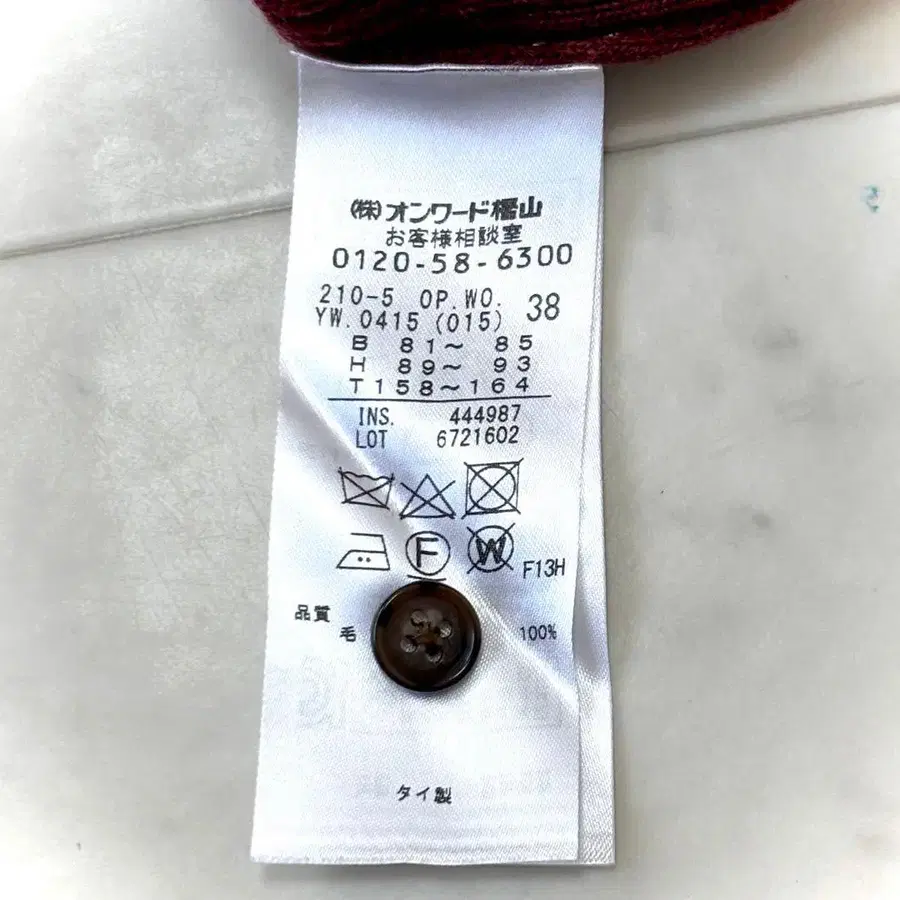 ㈱オンワード樫山
お客様相談室
0120-58-6300
210-5 OP.WO. 38
YW.0415 (015)
B 81～ 85
H 89～ 93
T 158～164
INS. 444987
LOT 6721602
F W F13H
品質
毛 100%
タイ製